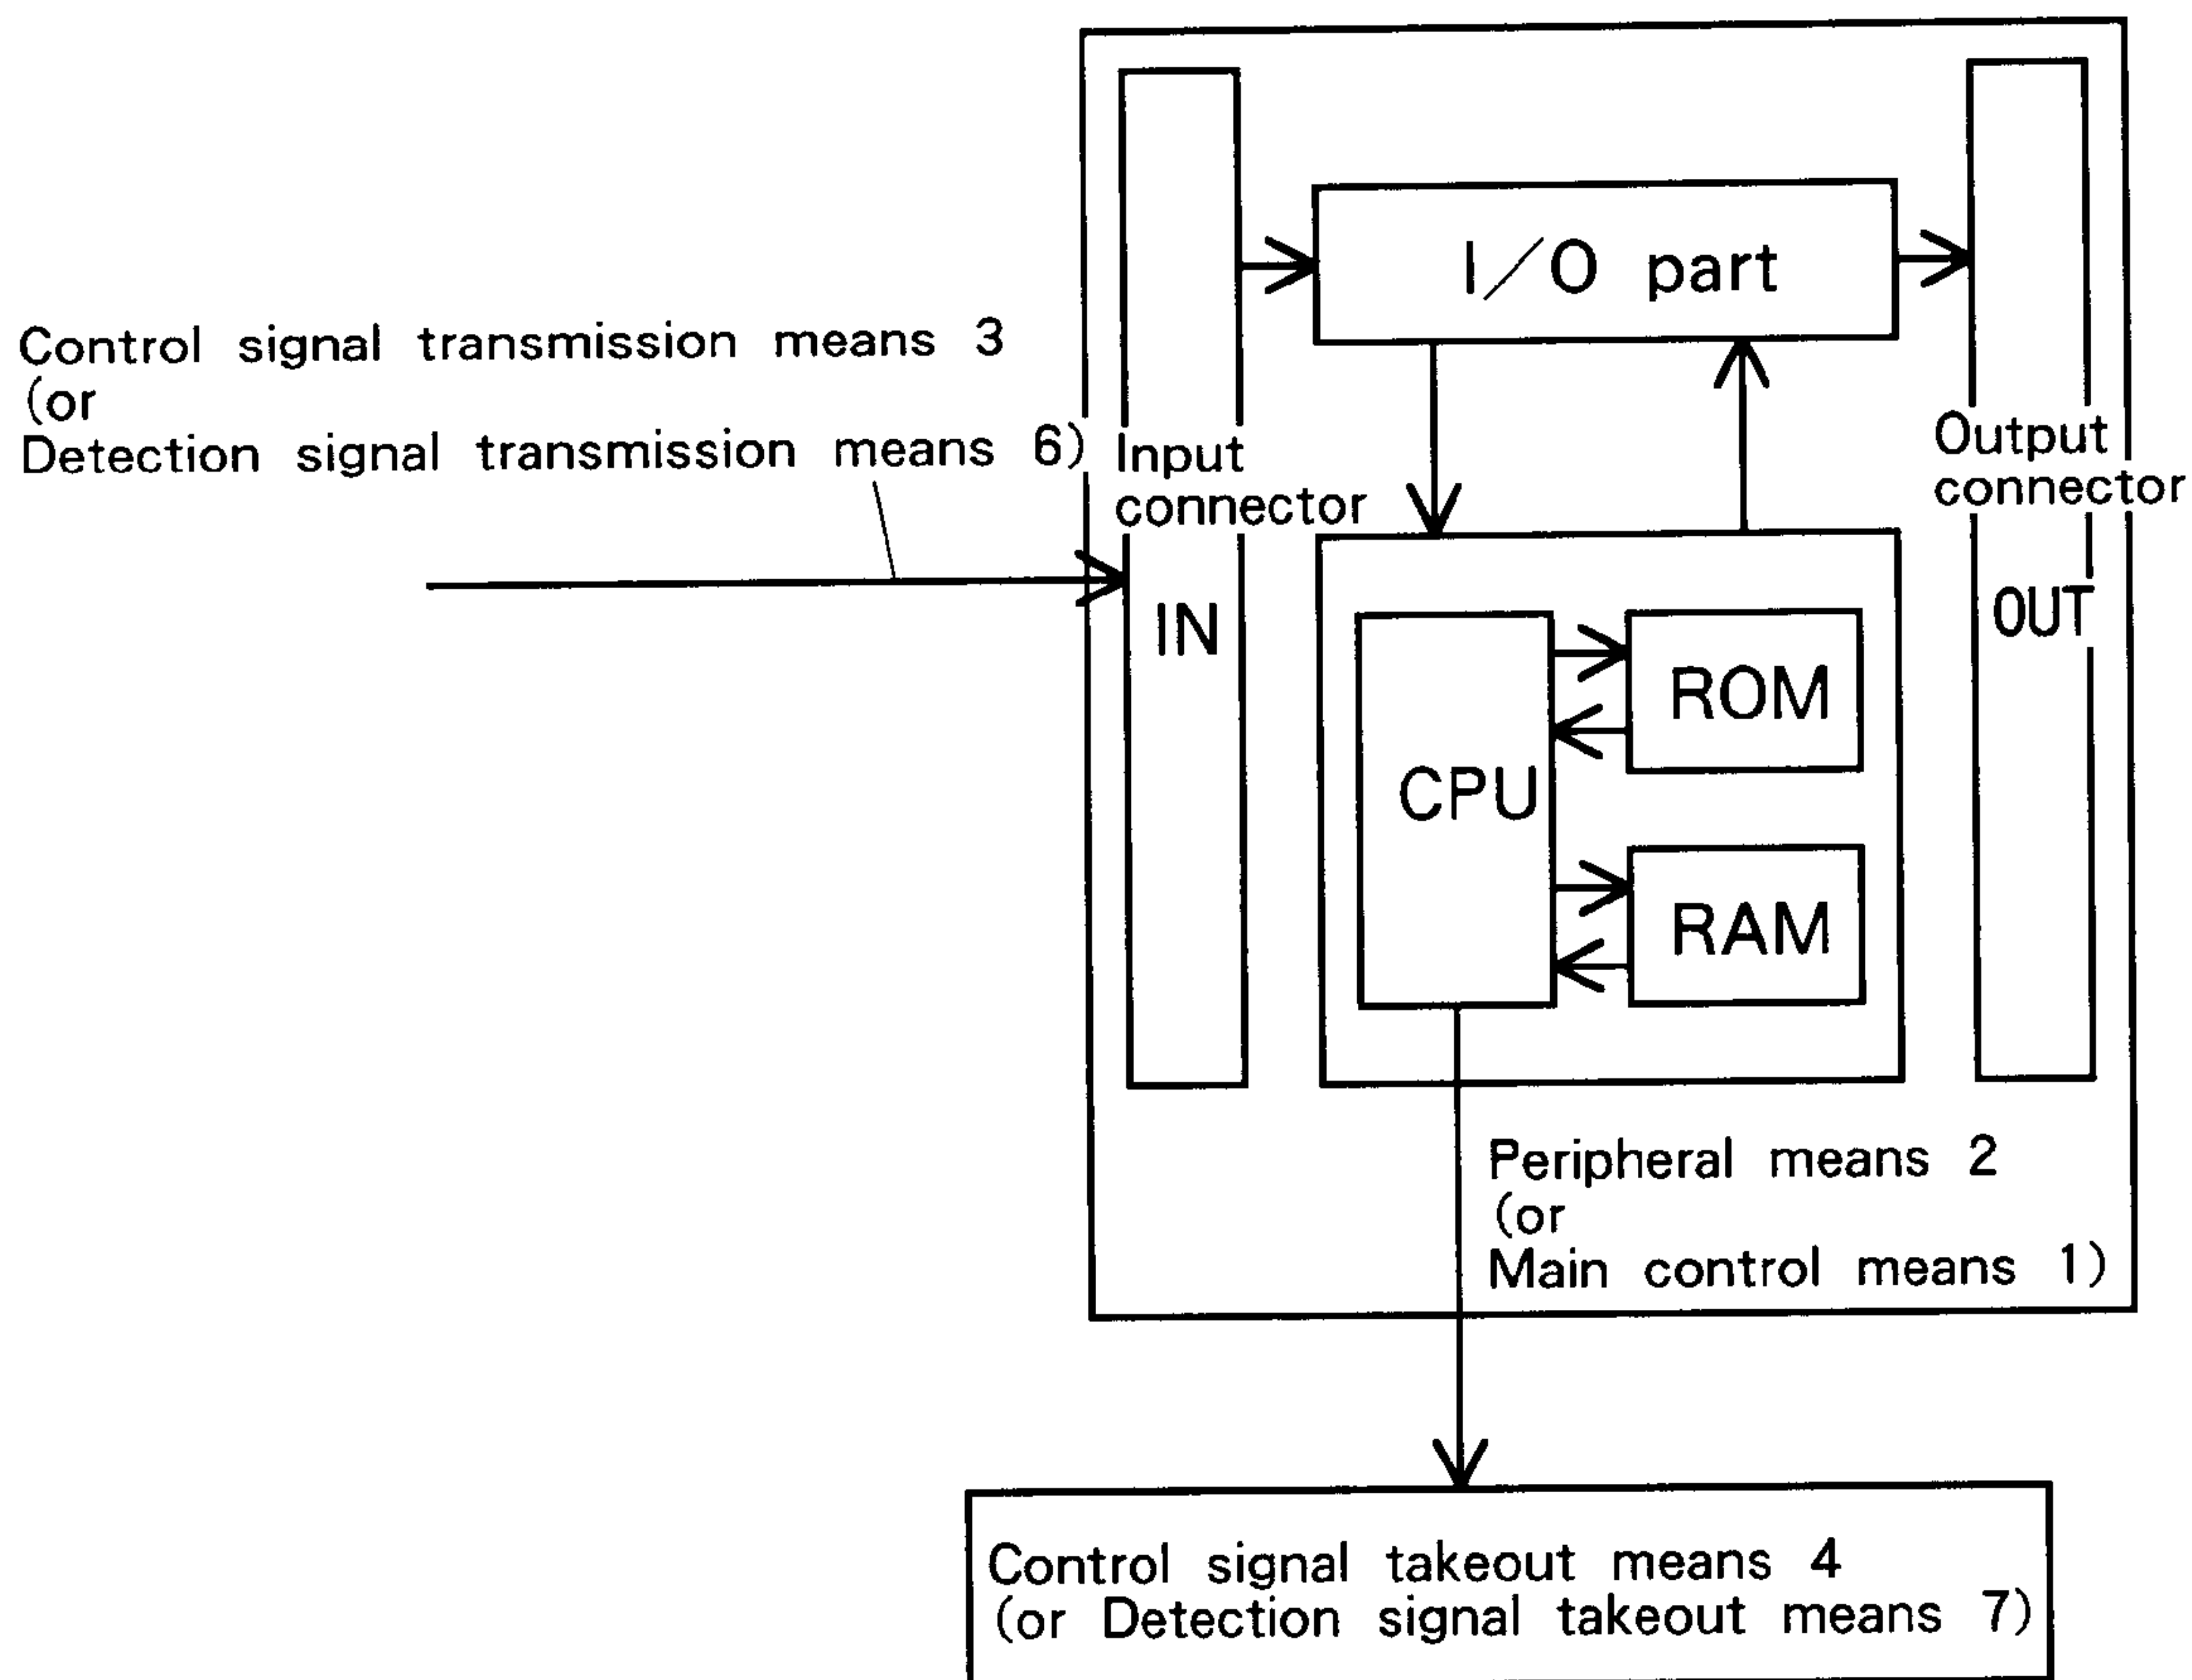 I/O part
Control signal transmission means 3
(or
Detection signal transmission means 6)
Input
connector
Output
connector
IN
OUT
ROM
CPU
RAM
Peripheral means 2
(or
Main control means 1)
Control signal takeout means 4
(or Detection signal takeout means 7)